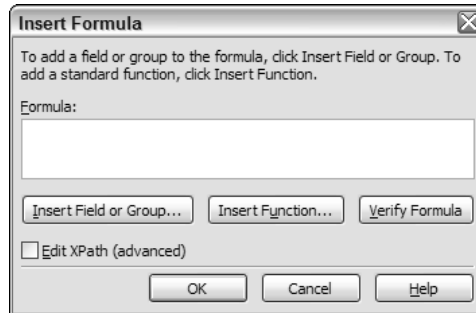 Insert Formula
To add a field or group to the formula, click Insert Field or Group. To
add a standard function, click Insert Function.
Formula:
Insert Field or Group... Insert Function... Verify Formula
Edit XPath (advanced)
OK Cancel Help